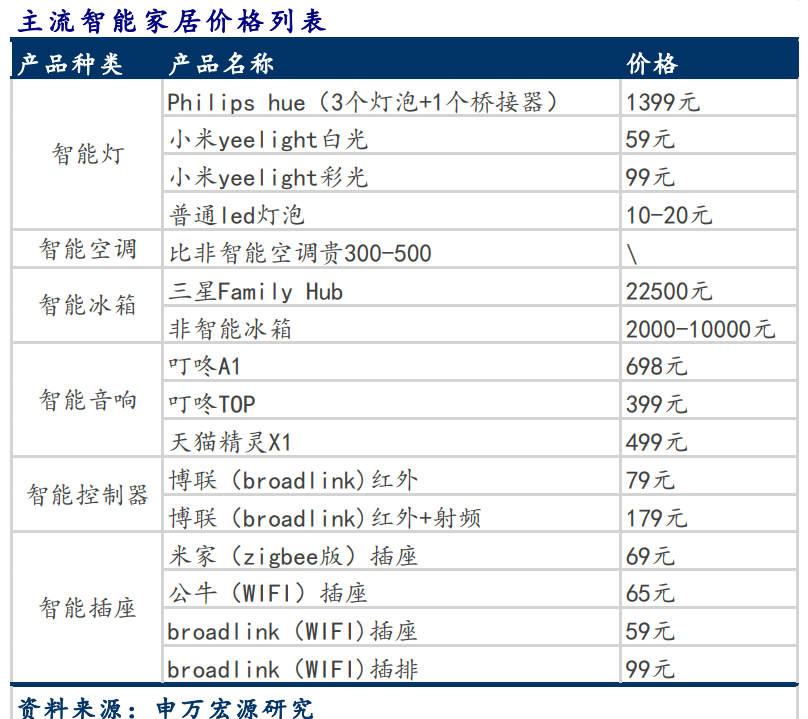 主流智能家居价格列表
产品种类 产品名称 价格
智能灯 Philips hue（3个灯泡+1个桥接器） 1399元
小米yeelight白光 59元
小米yeelight彩光 99元
普通led灯泡 10-20元
智能空调 比非智能空调贵300-500 \
智能冰箱 三星Family Hub 22500元
非智能冰箱 2000-10000元
智能音响 叮咚A1 698元
叮咚TOP 399元
天猫精灵X1 499元
智能控制器 博联（broadlink)红外 79元
博联（broadlink)红外+射频 179元
智能插座 米家（zigbee版）插座 69元
公牛（WIFI）插座 65元
broadlink（WIFI)插座 59元
broadlink（WIFI)插排 99元
资料来源：申万宏源研究